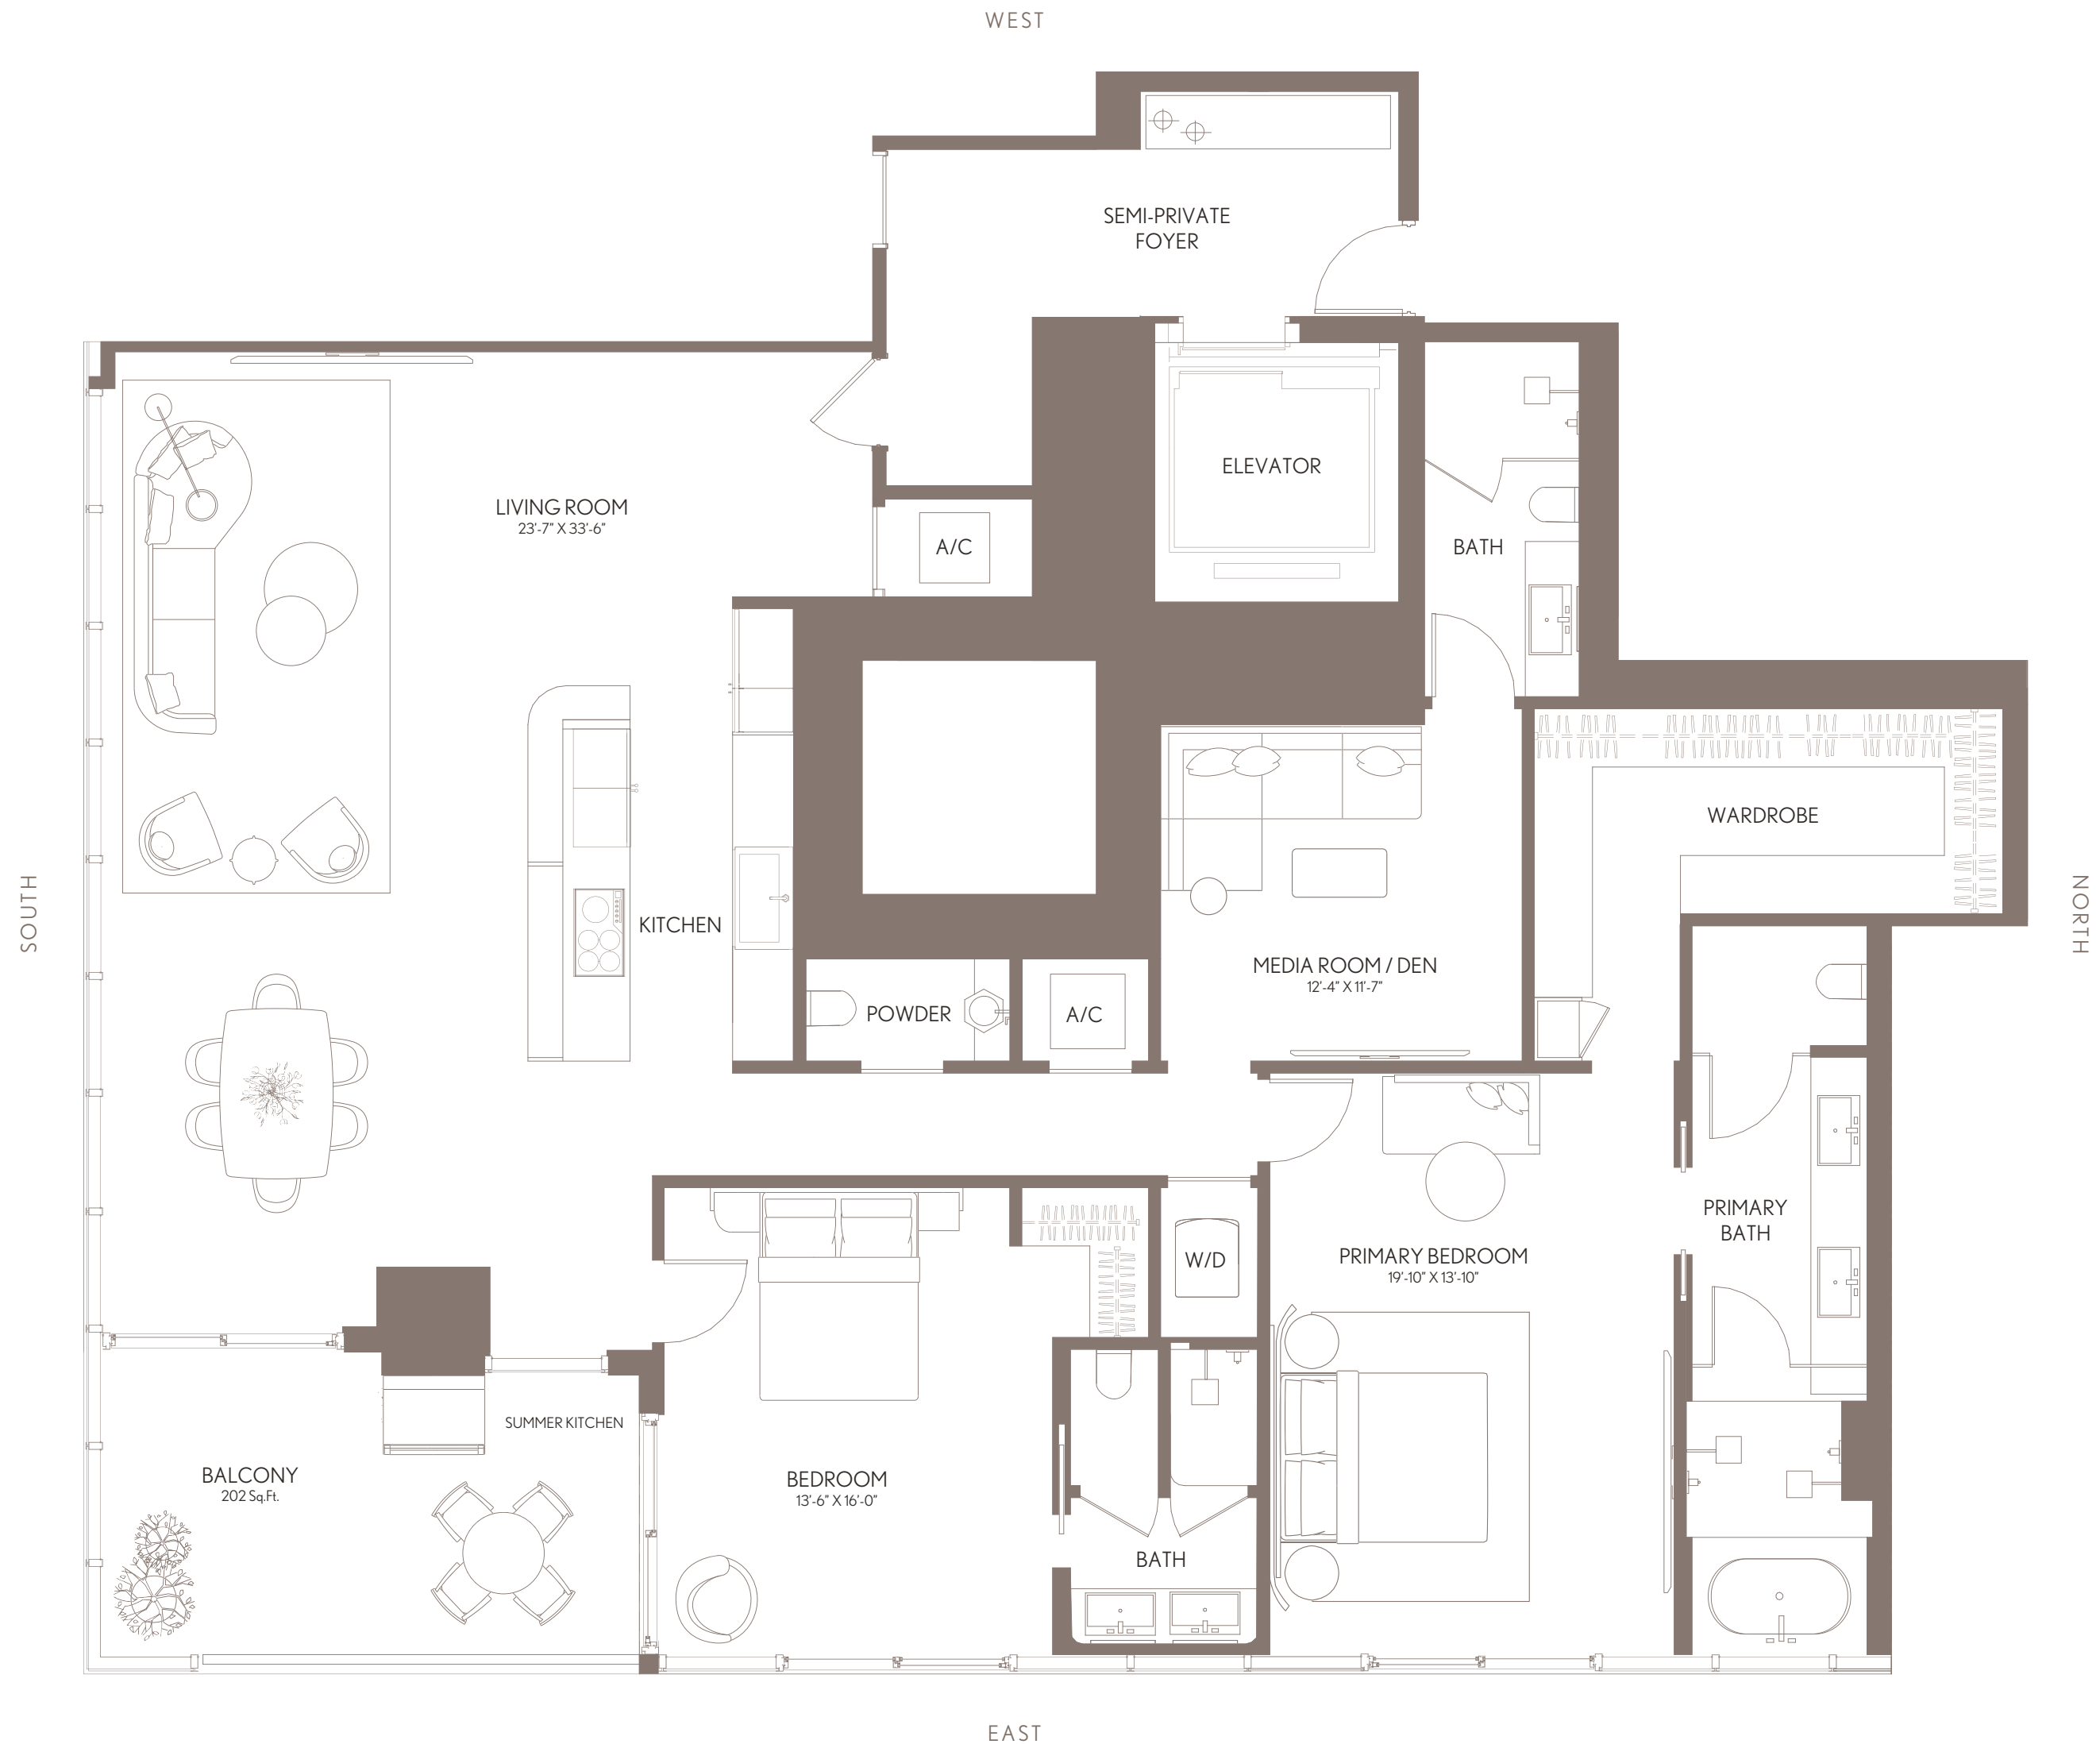 WEST
SEMI-PRIVATE
FOYER
ELEVATOR
LIVING ROOM
23'-7" X 33'-6"
A/C
BATH
WARDROBE
SOUTH
NORTH
KITCHEN
MEDIA ROOM / DEN
12'-4" X 11'-7"
POWDER
A/C
PRIMARY
BATH
W/D
PRIMARY BEDROOM
19'-10" X 13'-10"
SUMMER KITCHEN
BALCONY
202 Sq.Ft.
BEDROOM
13'-6" X 16'-0"
BATH
EAST